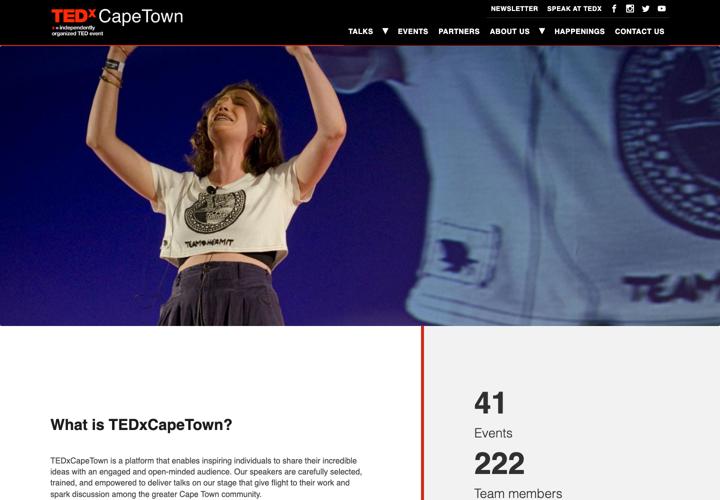 TEDx CapeTown
x = independently
organized TED event
NEWSLETTER SPEAK AT TEDX
TALKS ▼ EVENTS PARTNERS ABOUT US ▼ HAPPENINGS CONTACT US
TEAM HERMIT
TEAM
What is TEDxCapeTown?
TEDxCapeTown is a platform that enables inspiring individuals to share their incredible
ideas with an engaged and open-minded audience. Our speakers are carefully selected,
trained, and empowered to deliver talks on our stage that give flight to their work and
spark discussion among the greater Cape Town community.
41
Events
222
Team members